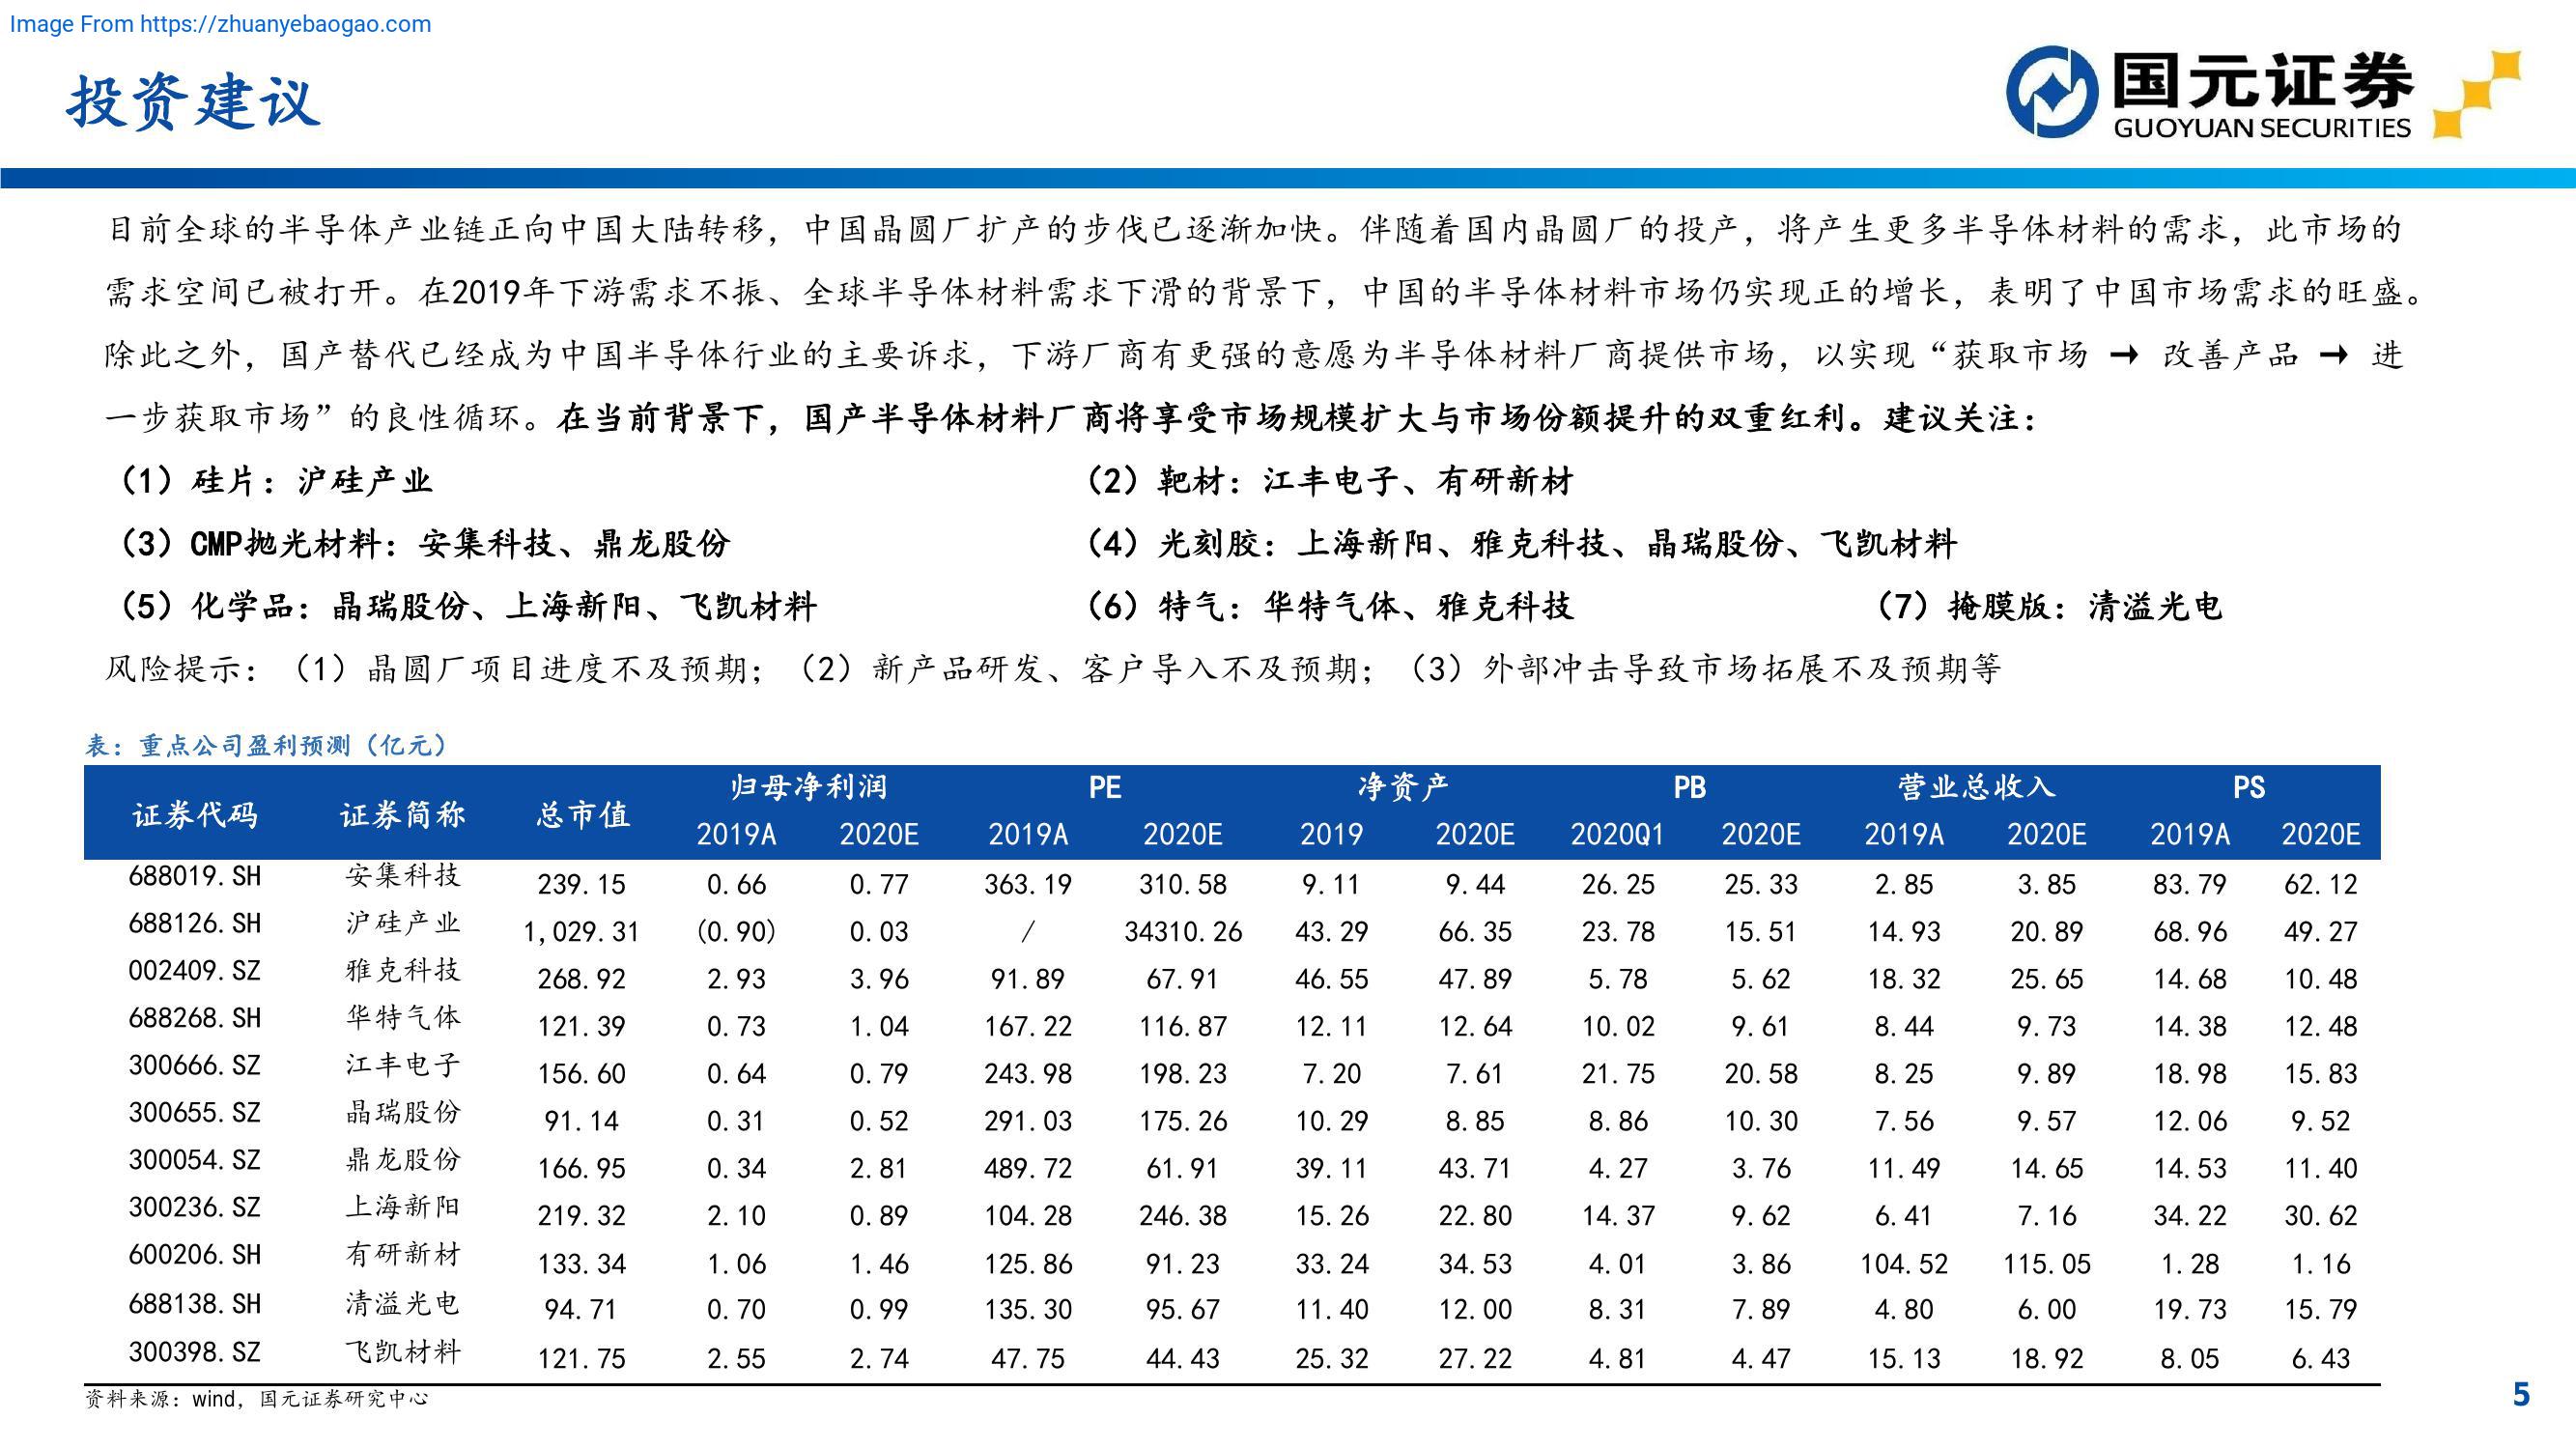 Image From https://zhuanyebaogao.com
投资建议
国元证券
GUOYUAN SECURITIES
目前全球的半导体产业链正向中国大陆转移，中国晶圆厂扩产的步伐已逐渐加快。伴随着国内晶圆厂的投产，将产生更多半导体材料的需求，此市场的
需求空间已被打开。在2019年下游需求不振、全球半导体材料需求下滑的背景下，中国的半导体材料市场仍实现正的增长，表明了中国市场需求的旺盛。
除此之外，国产替代已经成为中国半导体行业的主要诉求，下游厂商有更强的意愿为半导体材料厂商提供市场，以实现“获取市场 → 改善产品 → 进
一步获取市场”的良性循环。在当前背景下，国产半导体材料厂商将享受市场规模扩大与市场份额提升的双重红利。建议关注：
（1）硅片：沪硅产业 （2）靶材：江丰电子、有研新材
（3）CMP抛光材料：安集科技、鼎龙股份 （4）光刻胶：上海新阳、雅克科技、晶瑞股份、飞凯材料
（5）化学品：晶瑞股份、上海新阳、飞凯材料 （6）特气：华特气体、雅克科技 （7）掩膜版：清溢光电
风险提示：（1）晶圆厂项目进度不及预期；（2）新产品研发、客户导入不及预期；（3）外部冲击导致市场拓展不及预期等
表：重点公司盈利预测（亿元）
证券代码 证券简称 总市值 归母净利润 PE 净资产 PB 营业总收入 PS
2019A 2020E 2019A 2020E 2019 2020E 2020Q1 2020E 2019A 2020E 2019A 2020E
688019.SH 安集科技 239.15 0.66 0.77 363.19 310.58 9.11 9.44 26.25 25.33 2.85 3.85 83.79 62.12
688126.SH 沪硅产业 1,029.31 (0.90) 0.03 / 34310.26 43.29 66.35 23.78 15.51 14.93 20.89 68.96 49.27
002409.SZ 雅克科技 268.92 2.93 3.96 91.89 67.91 46.55 47.89 5.78 5.62 18.32 25.65 14.68 10.48
688268.SH 华特气体 121.39 0.73 1.04 167.22 116.87 12.11 12.64 10.02 9.61 8.44 9.73 14.38 12.48
300666.SZ 江丰电子 156.60 0.64 0.79 243.98 198.23 7.20 7.61 21.75 20.58 8.25 9.89 18.98 15.83
300655.SZ 晶瑞股份 91.14 0.31 0.52 291.03 175.26 10.29 8.85 8.86 10.30 7.56 9.57 12.06 9.52
300054.SZ 鼎龙股份 166.95 0.34 2.81 489.72 61.91 39.11 43.71 4.27 3.76 11.49 14.65 14.53 11.40
300236.SZ 上海新阳 219.32 2.10 0.89 104.28 246.38 15.26 22.80 14.37 9.62 6.41 7.16 34.22 30.62
600206.SH 有研新材 133.34 1.06 1.46 125.86 91.23 33.24 34.53 4.01 3.86 104.52 115.05 1.28 1.16
688138.SH 清溢光电 94.71 0.70 0.99 135.30 95.67 11.40 12.00 8.31 7.89 4.80 6.00 19.73 15.79
300398.SZ 飞凯材料 121.75 2.55 2.74 47.75 44.43 25.32 27.22 4.81 4.47 15.13 18.92 8.05 6.43
资料来源：wind，国元证券研究中心
5